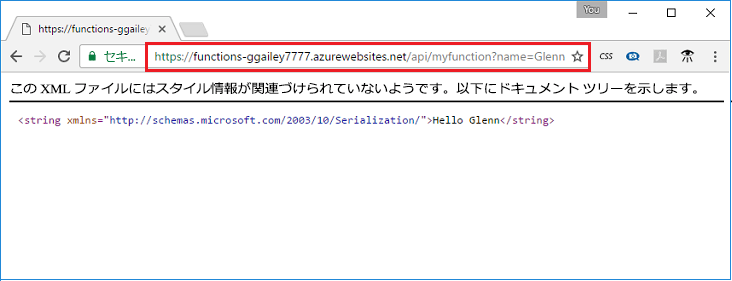 You
https://functions-ggailey
セキ...
https://functions-ggailey7777.azurewebsites.net/api/myfunction?name=Glenn
CSS
この XML ファイルにはスタイル情報が関連づけられていないようです。以下にドキュメント ツリーを示します。
<string xmlns="http://schemas.microsoft.com/2003/10/Serialization/">Hello Glenn</string>